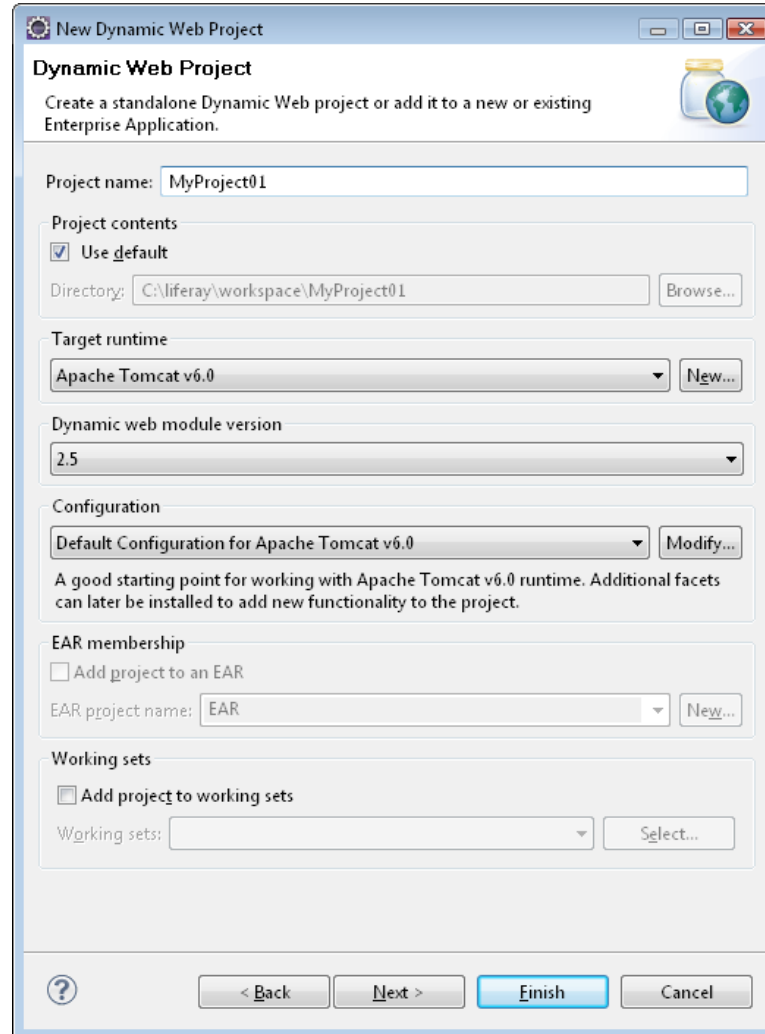 New Dynamic Web Project
Dynamic Web Project
Create a standalone Dynamic Web project or add it to a new or existing
Enterprise Application.
Project name: MyProject01
Project contents
Use default
Directory: C:\liferay\workspace\MyProject01 Browse...
Target runtime
Apache Tomcat v6.0 New...
Dynamic web module version
2.5
Configuration
Default Configuration for Apache Tomcat v6.0 Modify...
A good starting point for working with Apache Tomcat v6.0 runtime. Additional facets
can later be installed to add new functionality to the project.
EAR membership
Add project to an EAR
EAR project name: EAR New...
Working sets
Add project to working sets
Working sets: Select...
? < Back Next > Finish Cancel